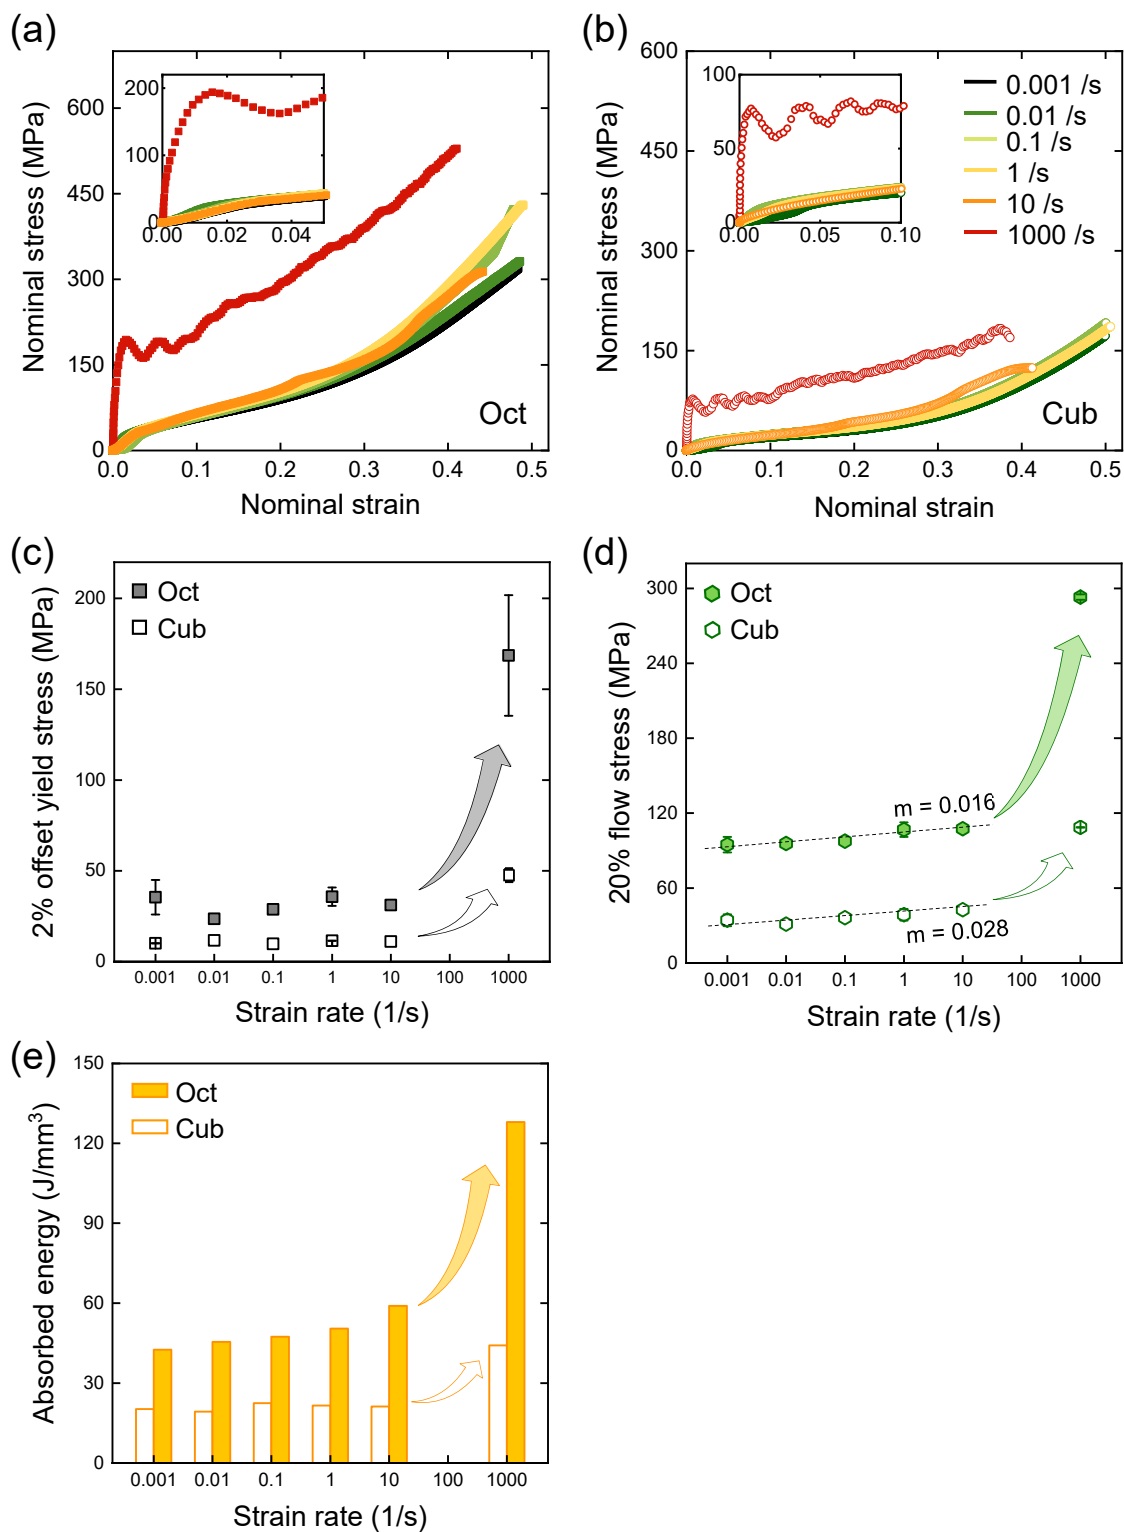 (a)
Nominal stress (MPa)
600
450
300
150
0
0.0 0.1 0.2 0.3 0.4 0.5
Nominal strain
200
100
0
0.00 0.02 0.04
Oct
(b)
Nominal stress (MPa)
600
450
300
150
0
0.0 0.1 0.2 0.3 0.4 0.5
Nominal strain
100
50
0
0.00 0.05 0.10
0.001 /s
0.01 /s
0.1 /s
1 /s
10 /s
1000 /s
Cub
(c)
2% offset yield stress (MPa)
200
150
100
50
0
0.001 0.01 0.1 1 10 100 1000
Strain rate (1/s)
Oct
Cub
(d)
20% flow stress (MPa)
300
240
180
120
60
0
0.001 0.01 0.1 1 10 100 1000
Strain rate (1/s)
Oct
Cub
m = 0.016
m = 0.028
(e)
Absorbed energy (J/mm³)
150
120
90
60
30
0
0.001 0.01 0.1 1 10 100 1000
Strain rate (1/s)
Oct
Cub